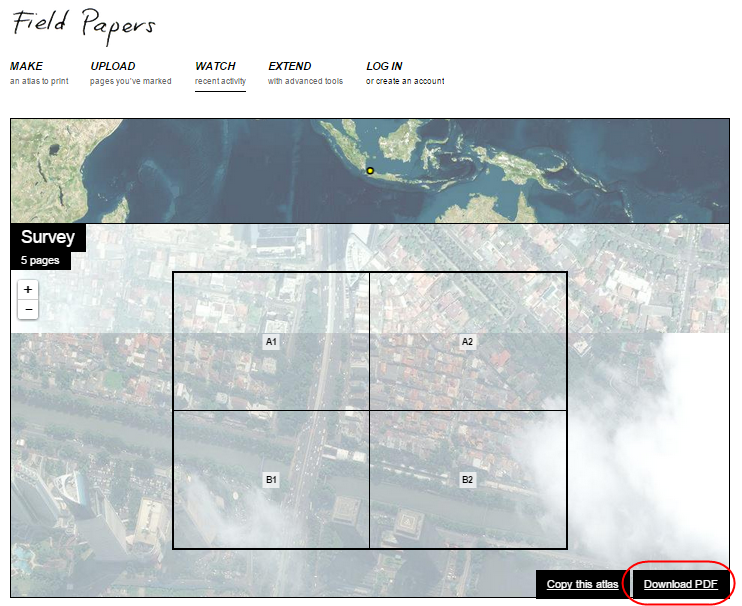 Field Papers
MAKE
an atlas to print
UPLOAD
pages you've marked
WATCH
recent activity
EXTEND
with advanced tools
LOG IN
or create an account
Survey
5 pages
+
−
A1
A2
B1
B2
Copy this atlas
Download PDF